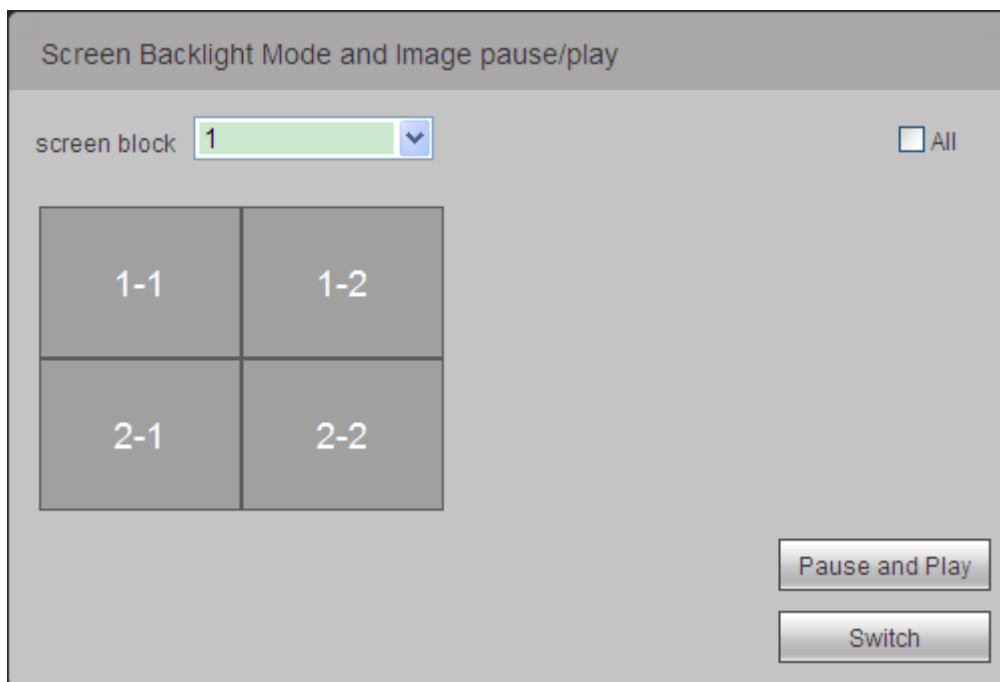 Screen Backlight Mode and Image pause/play
screen block 1 All
1-1 1-2
2-1 2-2
Pause and Play
Switch